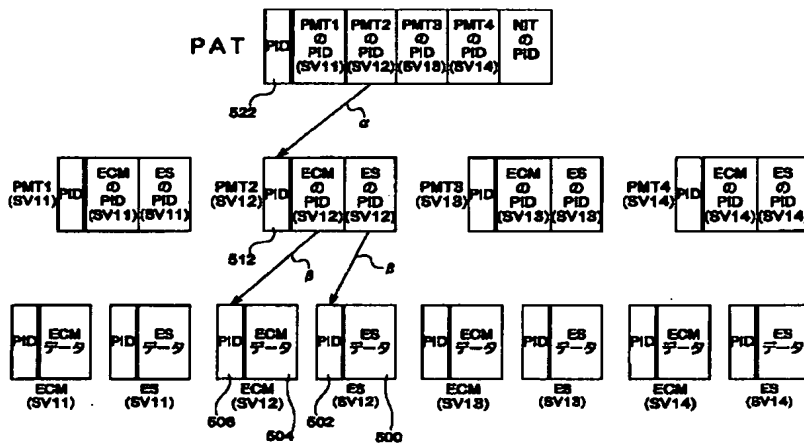 PAT
PID
PMT1
の
PID
(SV11)
PMT2
の
PID
(SV12)
PMT3
の
PID
(SV13)
PMT4
の
PID
(SV14)
NIT
の
PID
522
α
PMT1
(SV11)
PID
ECM
の
PID
(SV11)
ES
の
PID
(SV11)
PMT2
(SV12)
PID
ECM
の
PID
(SV12)
ES
の
PID
(SV12)
PMT3
(SV13)
PID
ECM
の
PID
(SV13)
ES
の
PID
(SV13)
PMT4
(SV14)
PID
ECM
の
PID
(SV14)
ES
の
PID
(SV14)
512
β
β
PID
ECM
データ
ECM
(SV11)
PID
ES
データ
ES
(SV11)
PID
ECM
データ
ECM
(SV12)
PID
ES
データ
ES
(SV12)
PID
ECM
データ
ECM
(SV13)
PID
ES
データ
ES
(SV13)
PID
ECM
データ
ECM
(SV14)
PID
ES
データ
ES
(SV14)
506
504
502
500